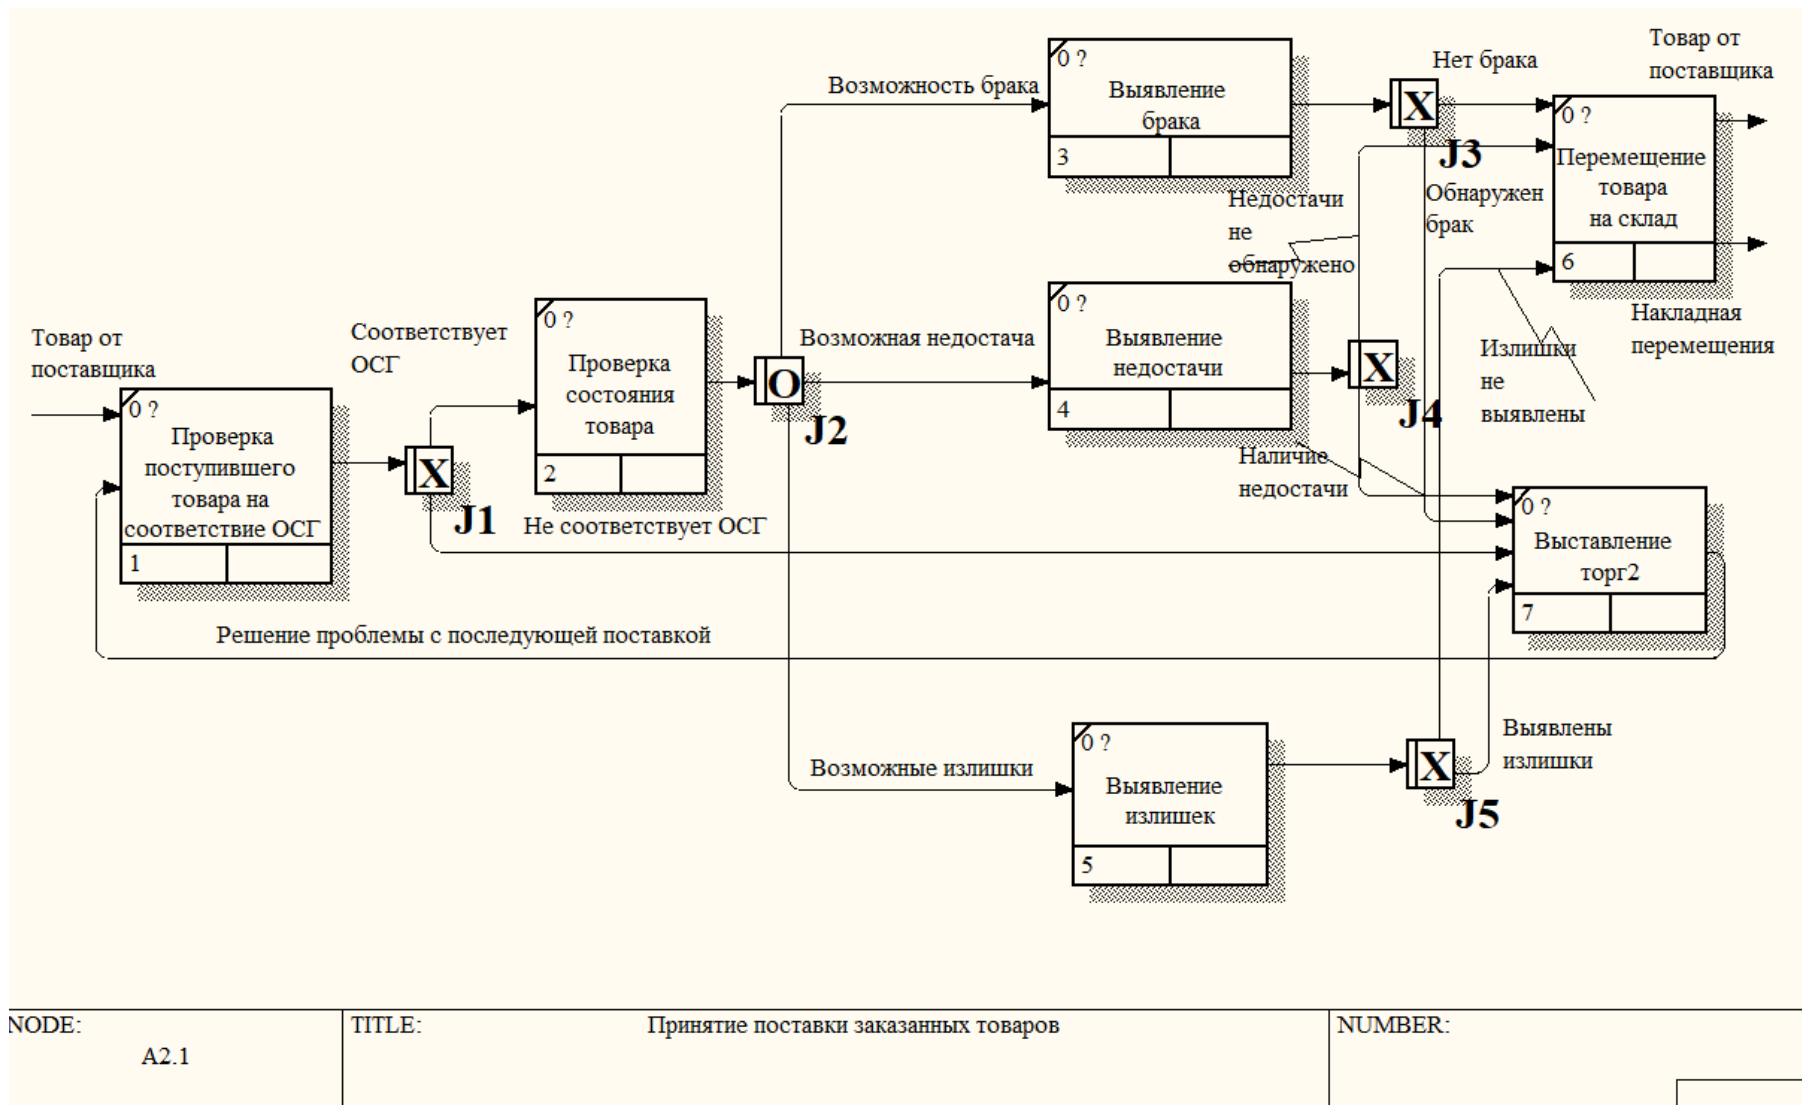 Товар от
поставщика
0 ?
Проверка
поступившего
товара на
соответствие ОСГ
1
X
J1
Соответствует
ОСГ
0 ?
Проверка
состояния
товара
2
Не соответствует ОСГ
O
J2
Возможность брака
0 ?
Выявление
брака
3
X
J3
Нет брака
Обнаружен
брак
Товар от
поставщика
0 ?
Перемещение
товара
на склад
6
Накладная
перемещения
Недостачи
не
обнаружено
Возможная недостача
0 ?
Выявление
недостачи
4
X
J4
Наличие
недостачи
Излишки
не
выявлены
0 ?
Выставление
торг2
7
Решение проблемы с последующей поставкой
Возможные излишки
0 ?
Выявление
излишек
5
X
J5
Выявлены
излишки
NODE:
A2.1
TITLE:
Принятие поставки заказанных товаров
NUMBER: